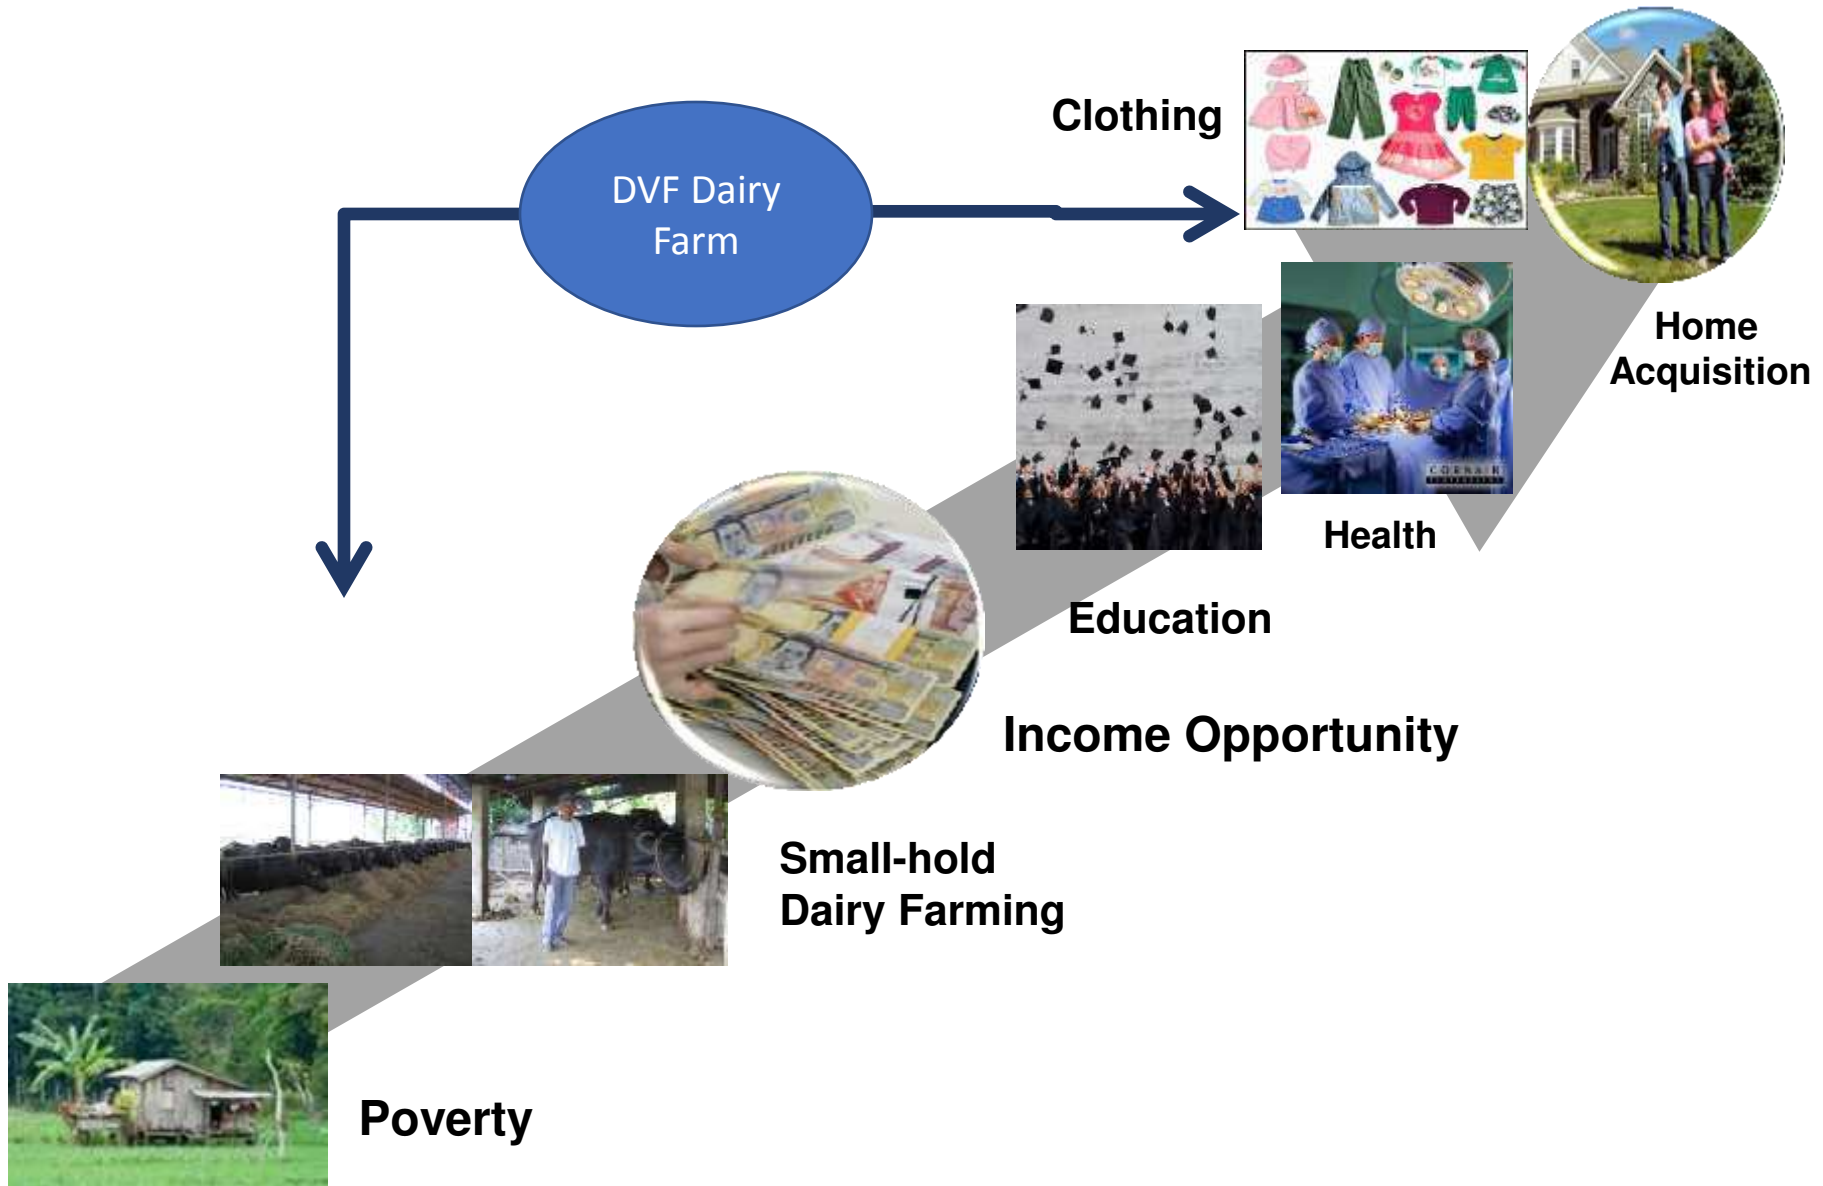 Clothing
DVF Dairy
Farm
Home
Acquisition
Health
Education
Income Opportunity
Small-hold
Dairy Farming
Poverty